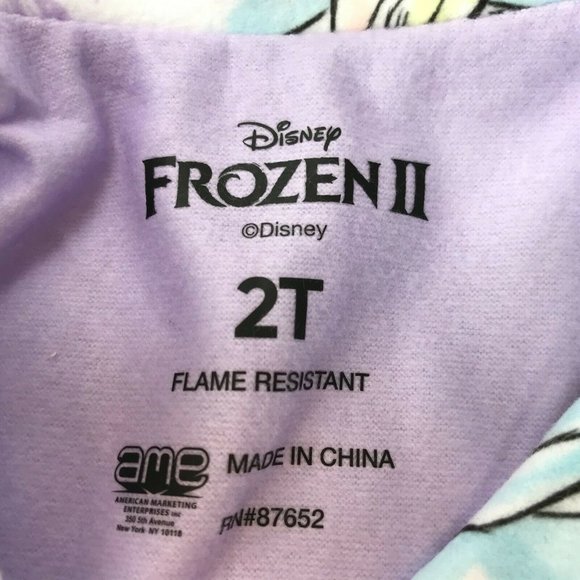 Disney
FROZEN II
©Disney
2T
FLAME RESISTANT
ame
MADE IN CHINA
AMERICAN MARKETING
ENTERPRISES INC
350 5th Avenue
New York· NY 10118
RN#87652